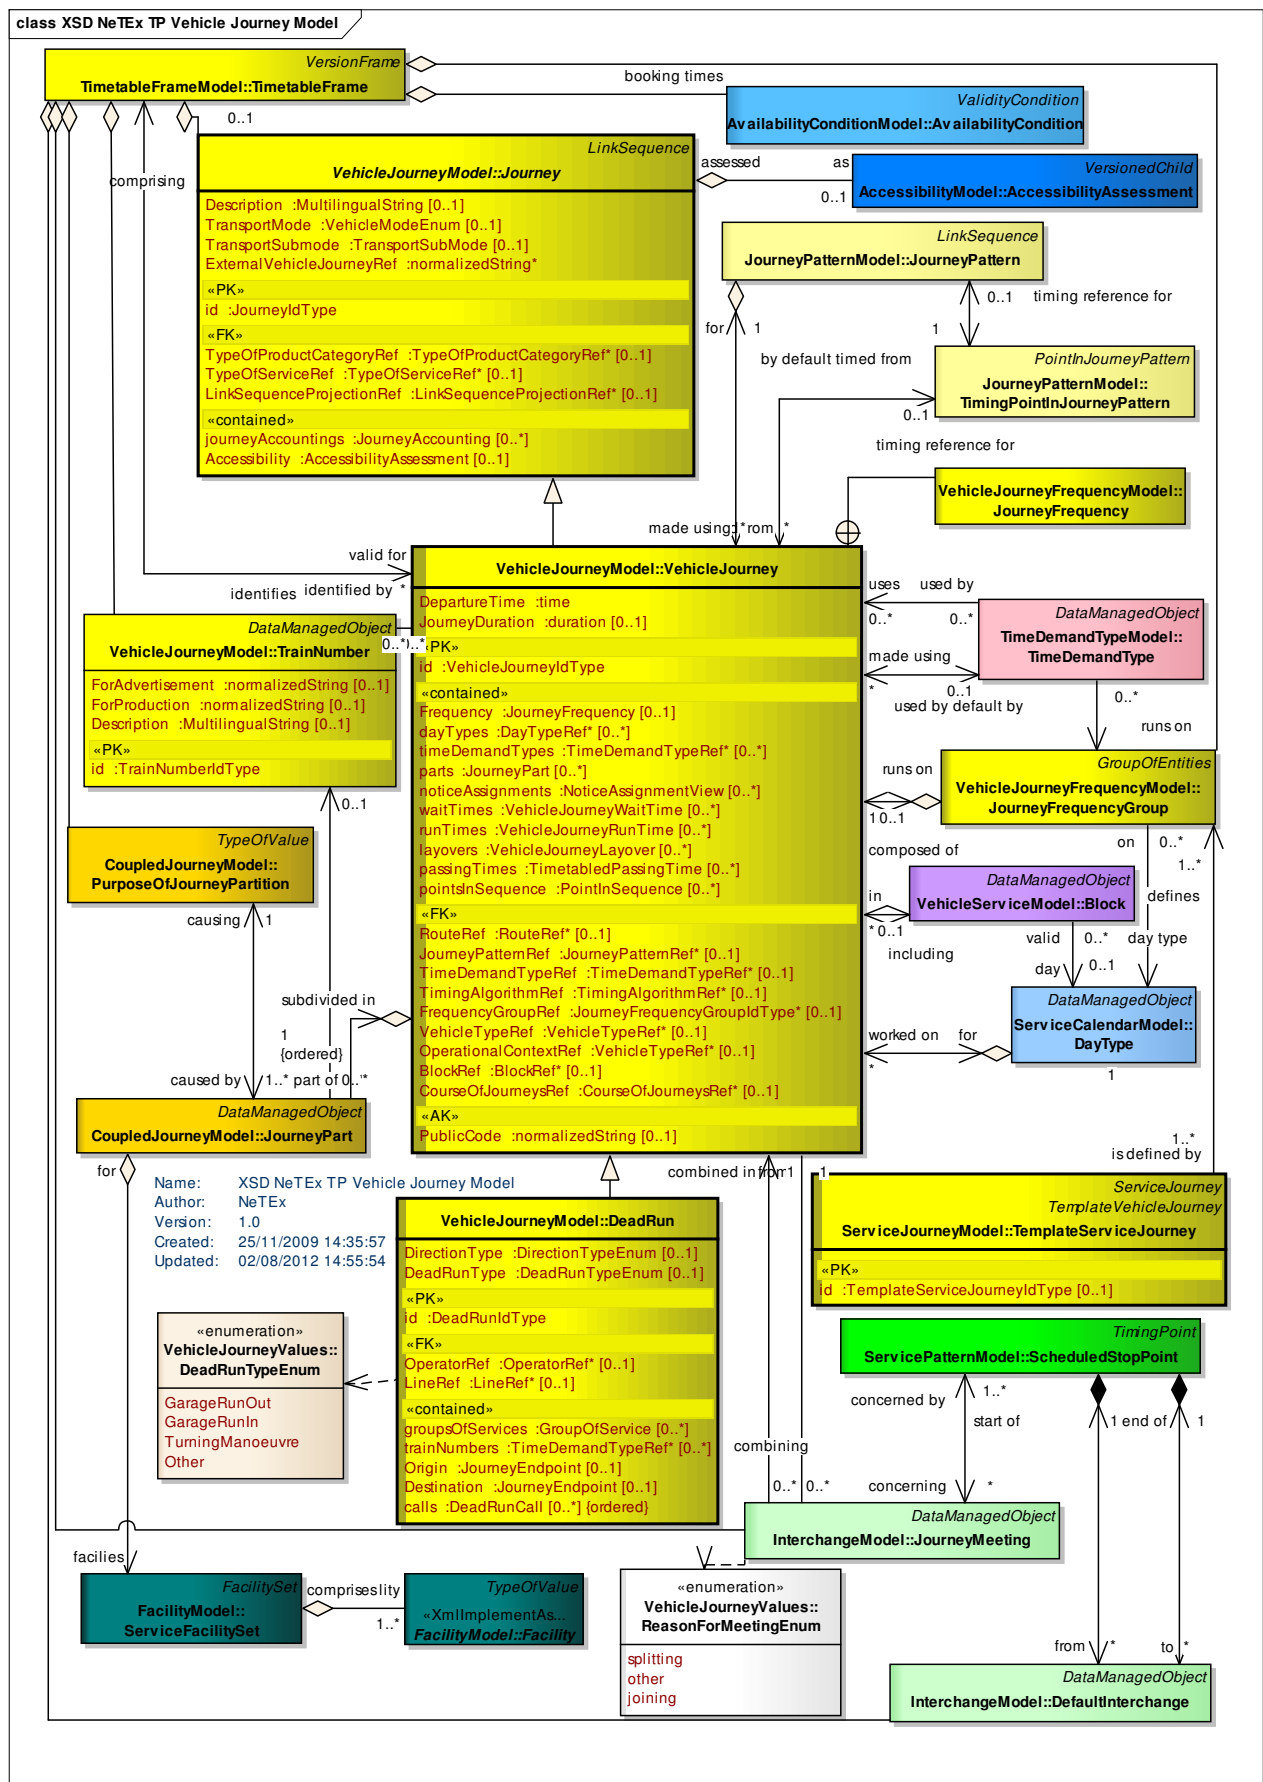 class XSD NeTEx TP Vehicle Journey Model
VersionFrame
TimetableFrameModel::TimetableFrame
booking times
ValidityCondition
AvailabilityConditionModel::AvailabilityCondition
0..1
comprising
LinkSequence
VehicleJourneyModel::Journey
Description :MultilingualString [0..1]
TransportMode :VehicleModeEnum [0..1]
TransportSubmode :TransportSubMode [0..1]
ExternalVehicleJourneyRef :normalizedString*
«PK»
id :JourneyIdType
«FK»
TypeOfProductCategoryRef :TypeOfProductCategoryRef* [0..1]
TypeOfServiceRef :TypeOfServiceRef* [0..1]
LinkSequenceProjectionRef :LinkSequenceProjectionRef* [0..1]
«contained»
journeyAccountings :JourneyAccounting [0..*]
Accessibility :AccessibilityAssessment [0..1]
assessed
as
0..1
VersionedChild
AccessibilityModel::AccessibilityAssessment
LinkSequence
JourneyPatternModel::JourneyPattern
0..1
timing reference for
for
1
1
by default timed from
PointInJourneyPattern
JourneyPatternModel::
TimingPointInJourneyPattern
0..1
timing reference for
VehicleJourneyFrequencyModel::
JourneyFrequency
made using
*
rom
*
valid for
identifies
identified by
*
DataManagedObject
VehicleJourneyModel::TrainNumber
ForAdvertisement :normalizedString [0..1]
ForProduction :normalizedString [0..1]
Description :MultilingualString [0..1]
«PK»
id :TrainNumberIdType
0..*
0..*
VehicleJourneyModel::VehicleJourney
DepartureTime :time
JourneyDuration :duration [0..1]
«PK»
id :VehicleJourneyIdType
«contained»
Frequency :JourneyFrequency [0..1]
dayTypes :DayTypeRef* [0..*]
timeDemandTypes :TimeDemandTypeRef* [0..*]
parts :JourneyPart [0..*]
noticeAssignments :NoticeAssignmentView [0..*]
waitTimes :VehicleJourneyWaitTime [0..*]
runTimes :VehicleJourneyRunTime [0..*]
layovers :VehicleJourneyLayover [0..*]
passingTimes :TimetabledPassingTime [0..*]
pointsInSequence :PointInSequence [0..*]
«FK»
RouteRef :RouteRef* [0..1]
JourneyPatternRef :JourneyPatternRef* [0..1]
TimeDemandTypeRef :TimeDemandTypeRef* [0..1]
TimingAlgorithmRef :TimingAlgorithmRef* [0..1]
FrequencyGroupRef :JourneyFrequencyGroupIdType* [0..1]
VehicleTypeRef :VehicleTypeRef* [0..1]
OperationalContextRef :VehicleTypeRef* [0..1]
BlockRef :BlockRef* [0..1]
CourseOfJourneysRef :CourseOfJourneysRef* [0..1]
«AK»
PublicCode :normalizedString [0..1]
uses
used by
0..*
0..*
made using
*
0..1
used by default by
DataManagedObject
TimeDemandTypeModel::
TimeDemandType
0..*
runs on
runs on
1
0..1
GroupOfEntities
VehicleJourneyFrequencyModel::
JourneyFrequencyGroup
on
0..*
1..*
defines
day type
composed of
in
*
0..1
including
DataManagedObject
VehicleServiceModel::Block
valid
0..*
day
0..1
DataManagedObject
ServiceCalendarModel::
DayType
worked on
for
*
1
0..1
TypeOfValue
CoupledJourneyModel::
PurposeOfJourneyPartition
causing
1
subdivided in
1
{ordered}
caused by
1..*
part of
0..*
DataManagedObject
CoupledJourneyModel::JourneyPart
for
Name: XSD NeTEx TP Vehicle Journey Model
Author: NeTEx
Version: 1.0
Created: 25/11/2009 14:35:57
Updated: 02/08/2012 14:55:54
combined in
from
1
1
1..*
is defined by
ServiceJourney
TemplateVehicleJourney
ServiceJourneyModel::TemplateServiceJourney
«PK»
id :TemplateServiceJourneyIdType [0..1]
VehicleJourneyModel::DeadRun
DirectionType :DirectionTypeEnum [0..1]
DeadRunType :DeadRunTypeEnum [0..1]
«PK»
id :DeadRunIdType
«FK»
OperatorRef :OperatorRef* [0..1]
LineRef :LineRef* [0..1]
«contained»
groupsOfServices :GroupOfService [0..*]
trainNumbers :TimeDemandTypeRef* [0..*]
Origin :JourneyEndpoint [0..1]
Destination :JourneyEndpoint [0..1]
calls :DeadRunCall [0..*] {ordered}
«enumeration»
VehicleJourneyValues::
DeadRunTypeEnum
GarageRunOut
GarageRunIn
TurningManoeuvre
Other
TimingPoint
ServicePatternModel::ScheduledStopPoint
concerned by
1..*
start of
1
end of
1
combining
0..*
0..*
concerning
*
DataManagedObject
InterchangeModel::JourneyMeeting
facilies
FacilitySet
FacilityModel::
ServiceFacilitySet
compriseslity
1..*
TypeOfValue
«XmlImplementAs...
FacilityModel::Facility
«enumeration»
VehicleJourneyValues::
ReasonForMeetingEnum
splitting
other
joining
from
*
to
*
DataManagedObject
InterchangeModel::DefaultInterchange